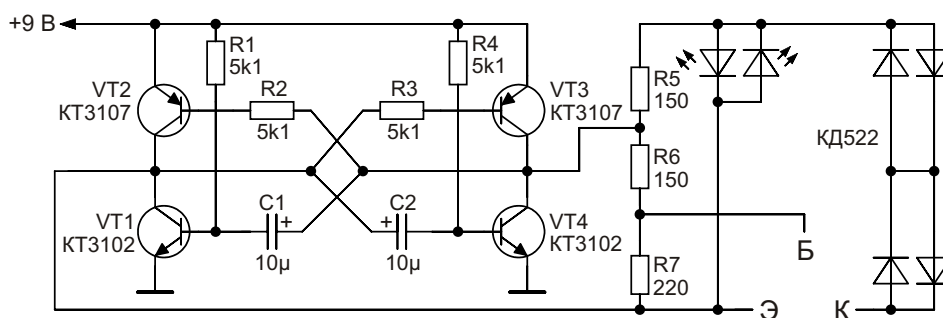 +9 В
R1
5k1
R4
5k1
VT2
КТ3107
R2
5k1
R3
5k1
VT3
КТ3107
R5
150
КД522
R6
150
VT1
КТ3102
C1
+
10μ
C2
+
10μ
VT4
КТ3102
Б
R7
220
Э
К